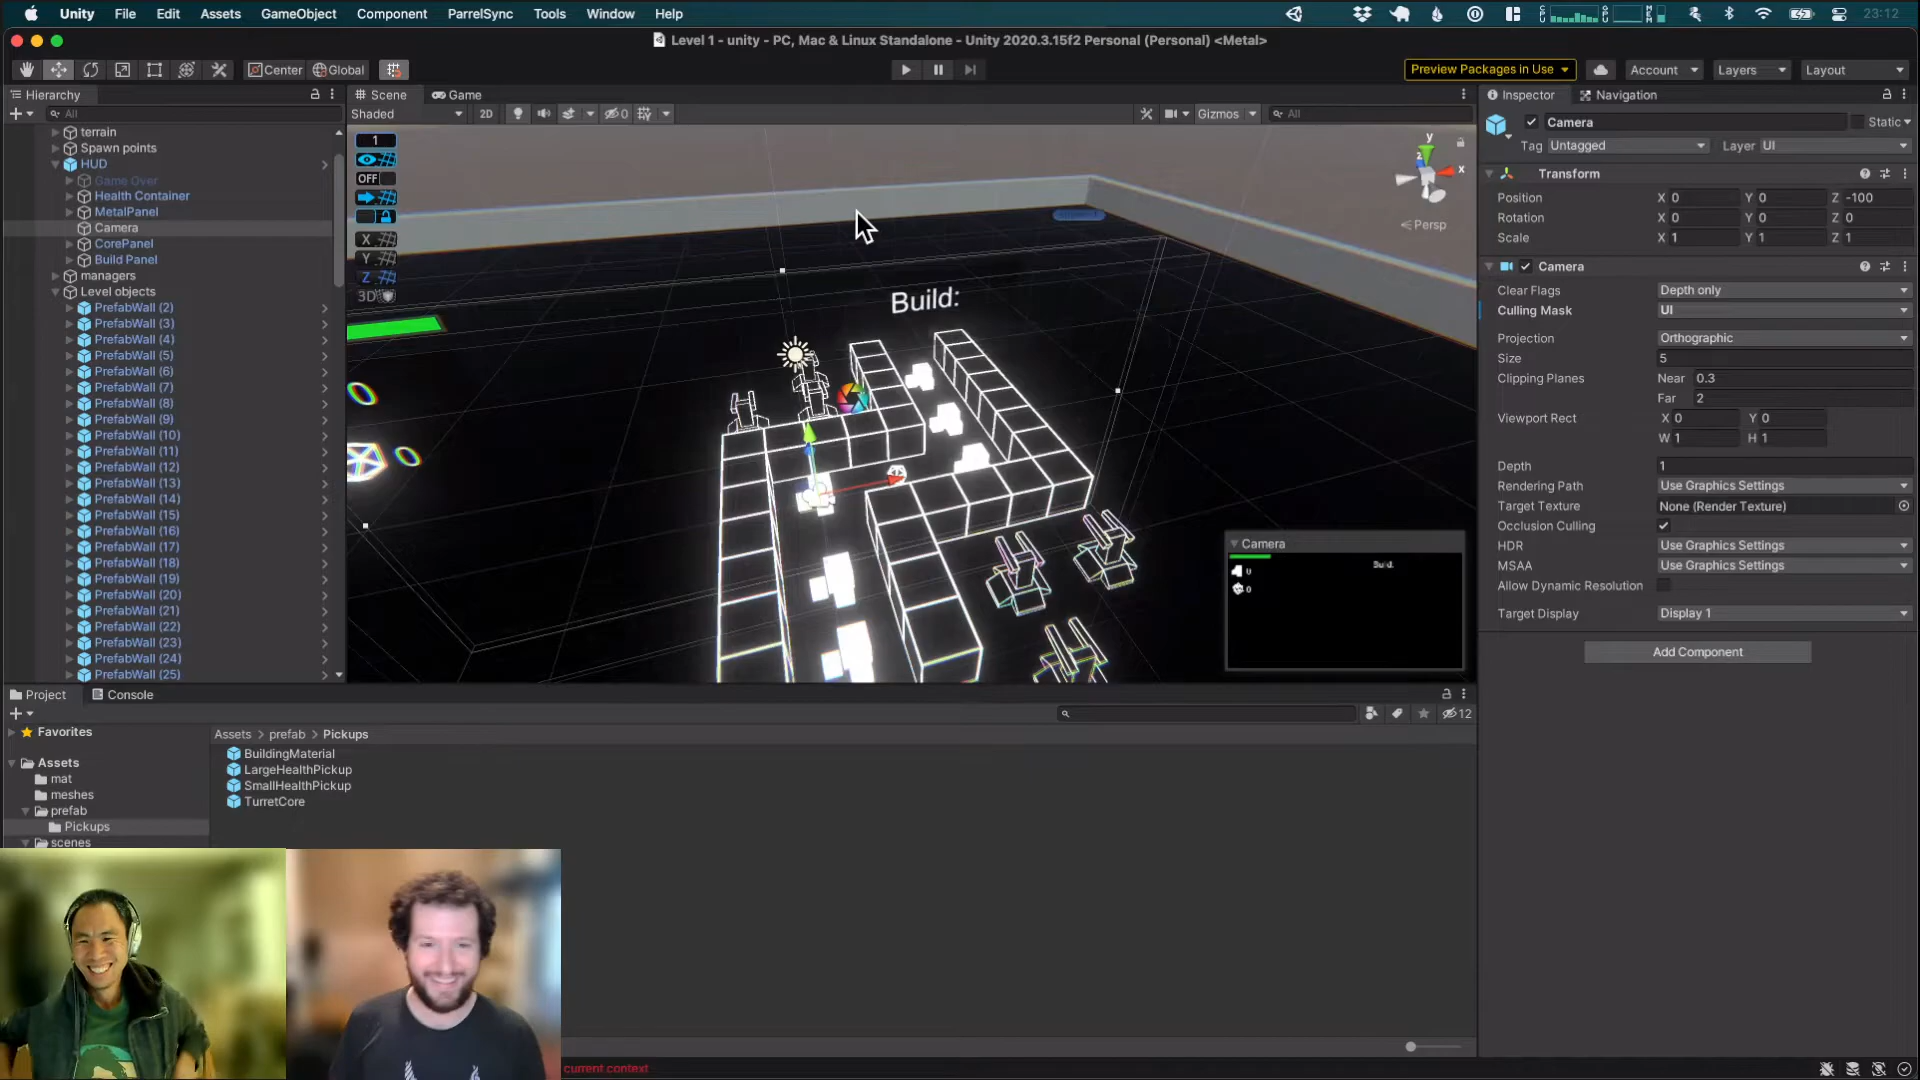 Unity File Edit Assets GameObject Component ParrelSync Tools Window Help 23:12
Level 1 - unity - PC, Mac & Linux Standalone - Unity 2020.3.15f2 Personal (Personal) <Metal>
Center Global Preview Packages in Use Account Layers Layout
Hierarchy Scene Game Inspector Navigation
All Shaded 2D 0 Gizmos All
terrain
Spawn points
HUD
Game Over
Health Container
MetalPanel
Camera
CorePanel
Build Panel
managers
Level objects
PrefabWall (2)
PrefabWall (3)
PrefabWall (4)
PrefabWall (5)
PrefabWall (6)
PrefabWall (7)
PrefabWall (8)
PrefabWall (9)
PrefabWall (10)
PrefabWall (11)
PrefabWall (12)
PrefabWall (13)
PrefabWall (14)
PrefabWall (15)
PrefabWall (16)
PrefabWall (17)
PrefabWall (18)
PrefabWall (19)
PrefabWall (20)
PrefabWall (21)
PrefabWall (22)
PrefabWall (23)
PrefabWall (24)
PrefabWall (25)
1
OFF
X
Y
Z
3D
y
x
z
Persp
Build:
0
0
Camera
Build:
0
0
Camera Static
Tag Untagged Layer UI
Transform
Position X 0 Y 0 Z -100
Rotation X 0 Y 0 Z 0
Scale X 1 Y 1 Z 1
Camera
Clear Flags Depth only
Culling Mask UI
Projection Orthographic
Size 5
Clipping Planes Near 0.3
Far 2
Viewport Rect X 0 Y 0
W 1 H 1
Depth 1
Rendering Path Use Graphics Settings
Target Texture None (Render Texture)
Occlusion Culling
HDR Use Graphics Settings
MSAA Use Graphics Settings
Allow Dynamic Resolution
Target Display Display 1
Add Component
Project Console
12
Favorites
Assets
mat
meshes
prefab
Pickups
scenes
Assets > prefab > Pickups
BuildingMaterial
LargeHealthPickup
SmallHealthPickup
TurretCore
current context